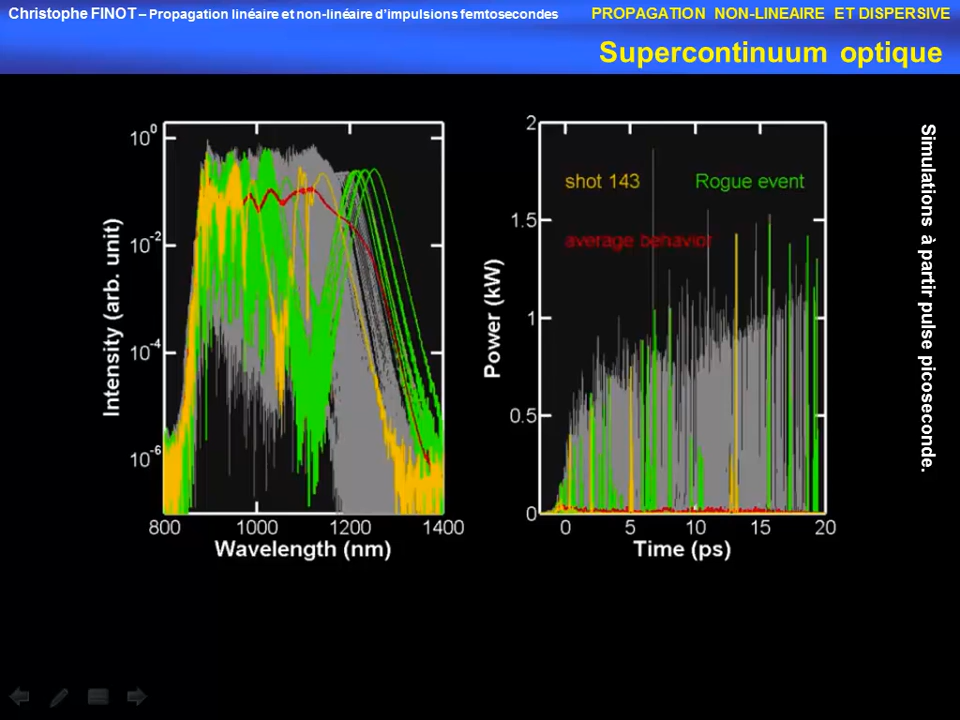 Christophe FINOT – Propagation linéaire et non-linéaire d'impulsions femtosecondes
PROPAGATION NON-LINEAIRE ET DISPERSIVE
Supercontinuum optique
10^0
10^-2
10^-4
10^-6
Intensity (arb. unit)
800 1000 1200 1400
Wavelength (nm)
2
1.5
1
0.5
0
Power (kW)
shot 143 Rogue event
average behavior
0 5 10 15 20
Time (ps)
Simulations à partir pulse picoseconde.